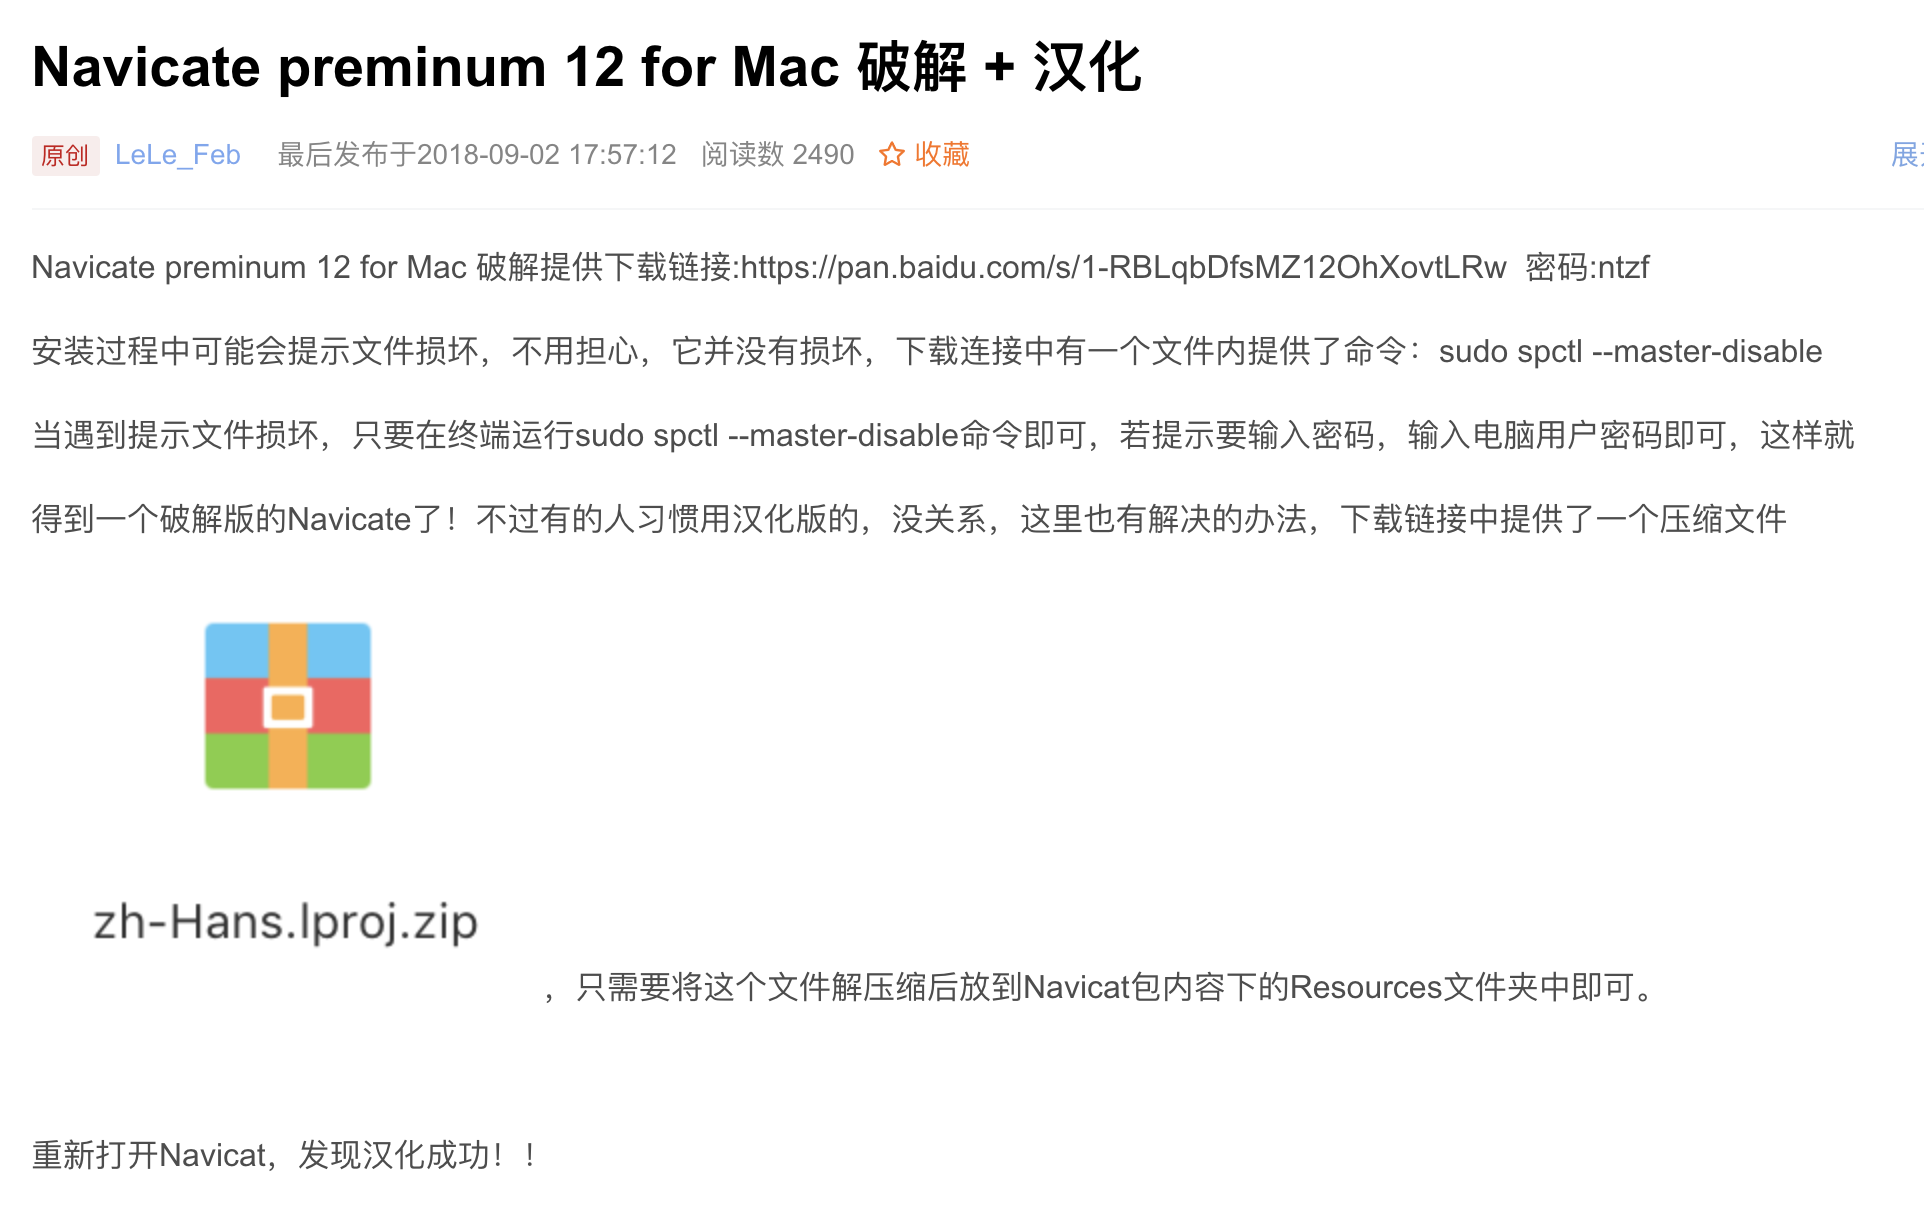 Navicate preminum 12 for Mac 破解 + 汉化
原创 LeLe_Feb 最后发布于2018-09-02 17:57:12 阅读数 2490 收藏
展
Navicate preminum 12 for Mac 破解提供下载链接:https://pan.baidu.com/s/1-RBLqbDfsMZ12OhXovtLRw 密码:ntzf
安装过程中可能会提示文件损坏，不用担心，它并没有损坏，下载连接中有一个文件内提供了命令：sudo spctl --master-disable
当遇到提示文件损坏，只要在终端运行sudo spctl --master-disable命令即可，若提示要输入密码，输入电脑用户密码即可，这样就
得到一个破解版的Navicate了！不过有的人习惯用汉化版的，没关系，这里也有解决的办法，下载链接中提供了一个压缩文件
zh-Hans.lproj.zip
，只需要将这个文件解压缩后放到Navicat包内容下的Resources文件夹中即可。
重新打开Navicat，发现汉化成功！！